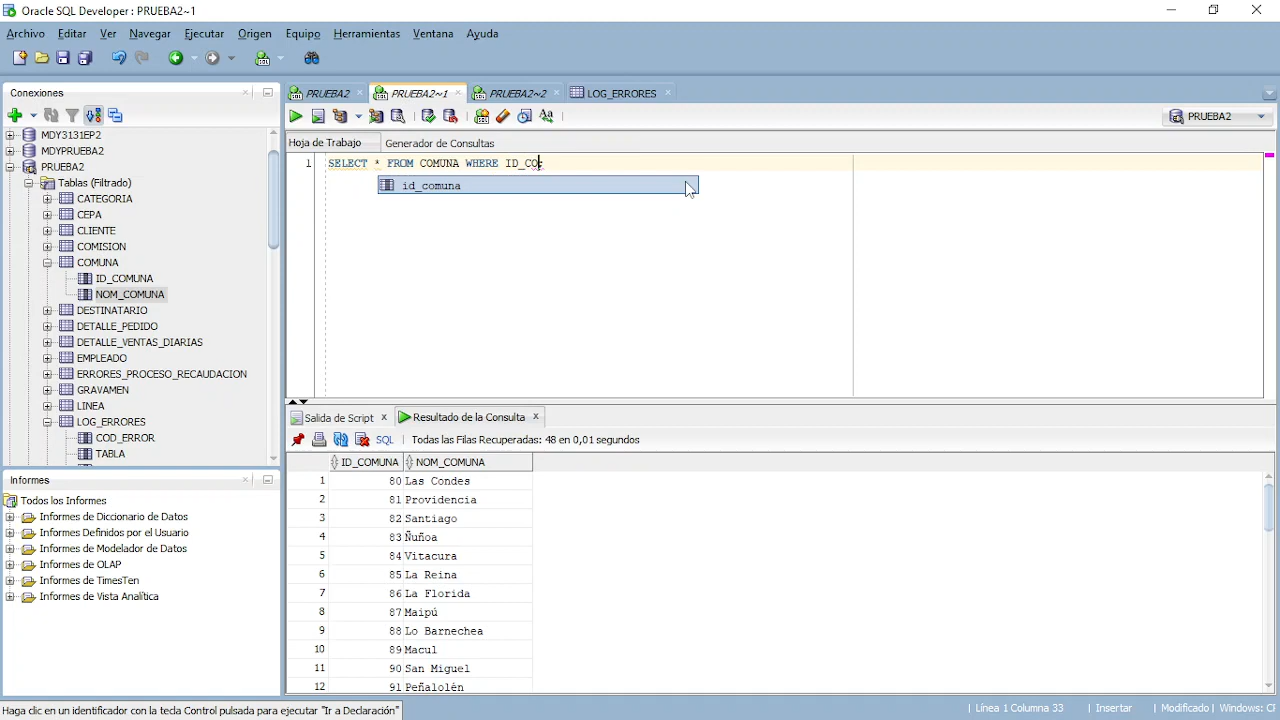 Oracle SQL Developer : PRUEBA2~1
Archivo Editar Ver Navegar Ejecutar Origen Equipo Herramientas Ventana Ayuda
Conexiones
MDY3131EP2
MDYPRUEBA2
PRUEBA2
Tablas (Filtrado)
CATEGORIA
CEPA
CLIENTE
COMISION
COMUNA
ID_COMUNA
NOM_COMUNA
DESTINATARIO
DETALLE_PEDIDO
DETALLE_VENTAS_DIARIAS
EMPLEADO
ERRORES_PROCESO_RECAUDACION
GRAVAMEN
LINEA
LOG_ERRORES
COD_ERROR
TABLA
Informes
Todos los Informes
Informes de Diccionario de Datos
Informes Definidos por el Usuario
Informes de Modelador de Datos
Informes de OLAP
Informes de TimesTen
Informes de Vista Analítica
PRUEBA2 PRUEBA2~1 PRUEBA2~2 LOG_ERRORES
PRUEBA2
Hoja de Trabajo Generador de Consultas
1 SELECT * FROM COMUNA WHERE ID_CO;
id_comuna
Salida de Script Resultado de la Consulta
SQL Todas las Filas Recuperadas: 48 en 0,01 segundos
ID_COMUNA NOM_COMUNA
1 80 Las Condes
2 81 Providencia
3 82 Santiago
4 83 Ñuñoa
5 84 Vitacura
6 85 La Reina
7 86 La Florida
8 87 Maipú
9 88 Lo Barnechea
10 89 Macul
11 90 San Miguel
12 91 Peñalolén
Haga clic en un identificador con la tecla Control pulsada para ejecutar "Ir a Declaración" Línea 1 Columna 33 Insertar Modificado Windows: CF